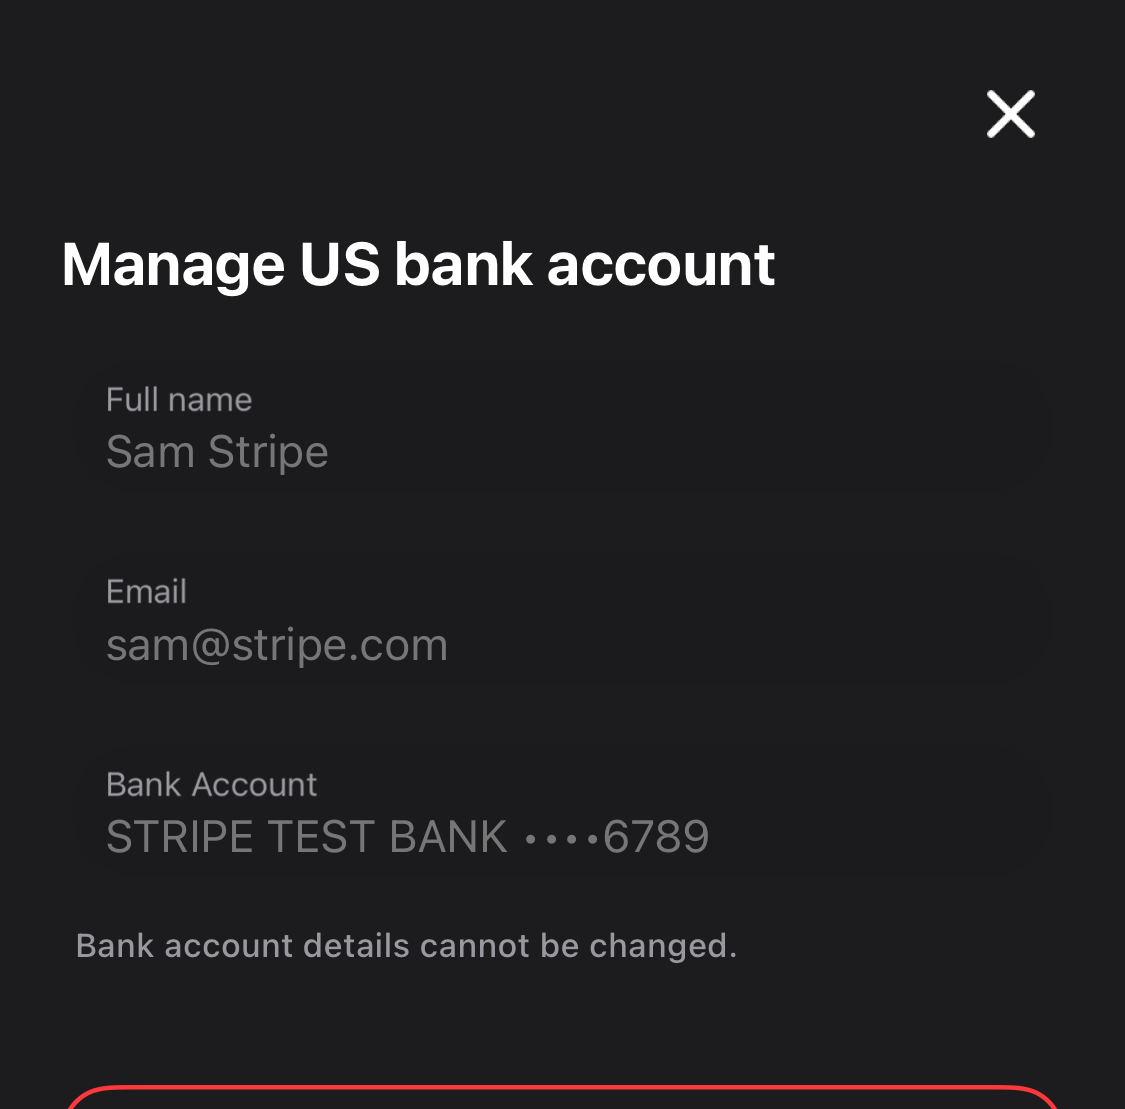 Manage US bank account
Full name
Sam Stripe
Email
sam@stripe.com
Bank Account
STRIPE TEST BANK ••••6789
Bank account details cannot be changed.